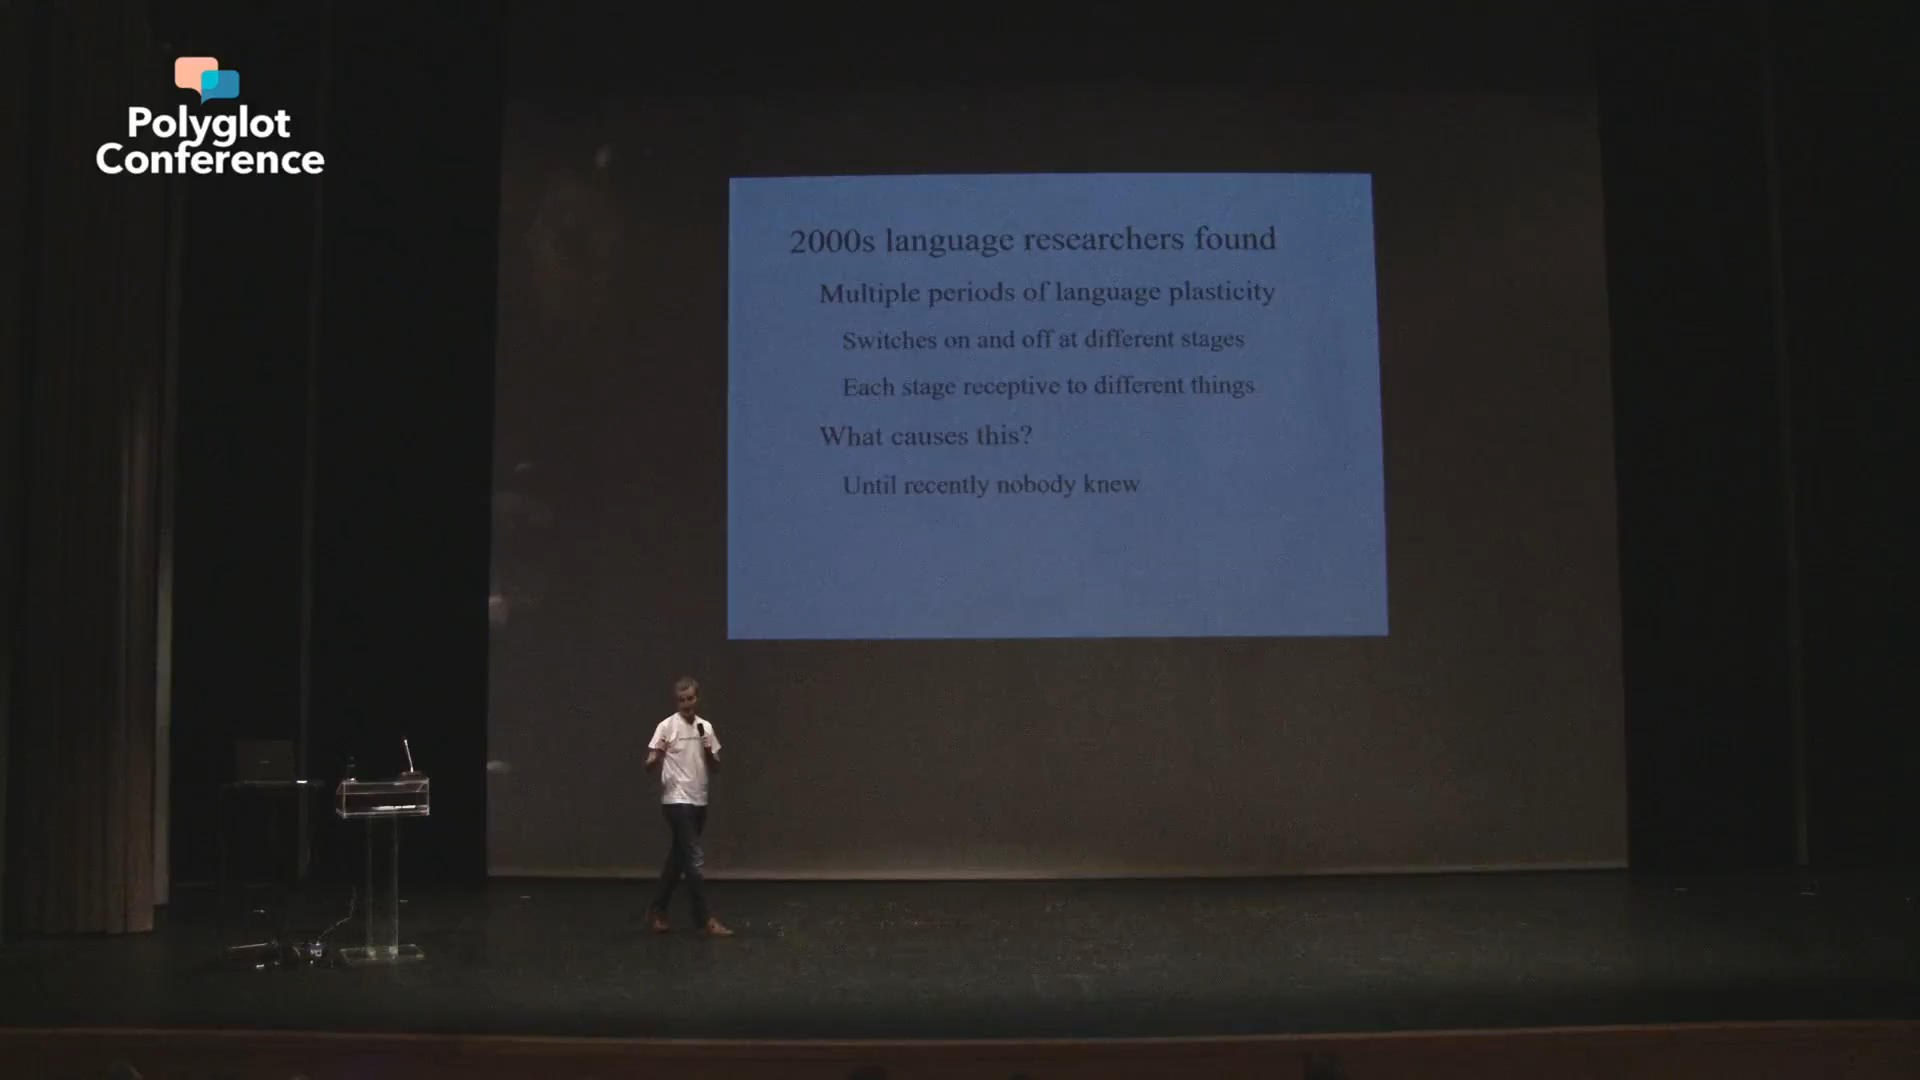 Polyglot
Conference
2000s language researchers found
Multiple periods of language plasticity
Switches on and off at different stages
Each stage receptive to different things
What causes this?
Until recently nobody knew